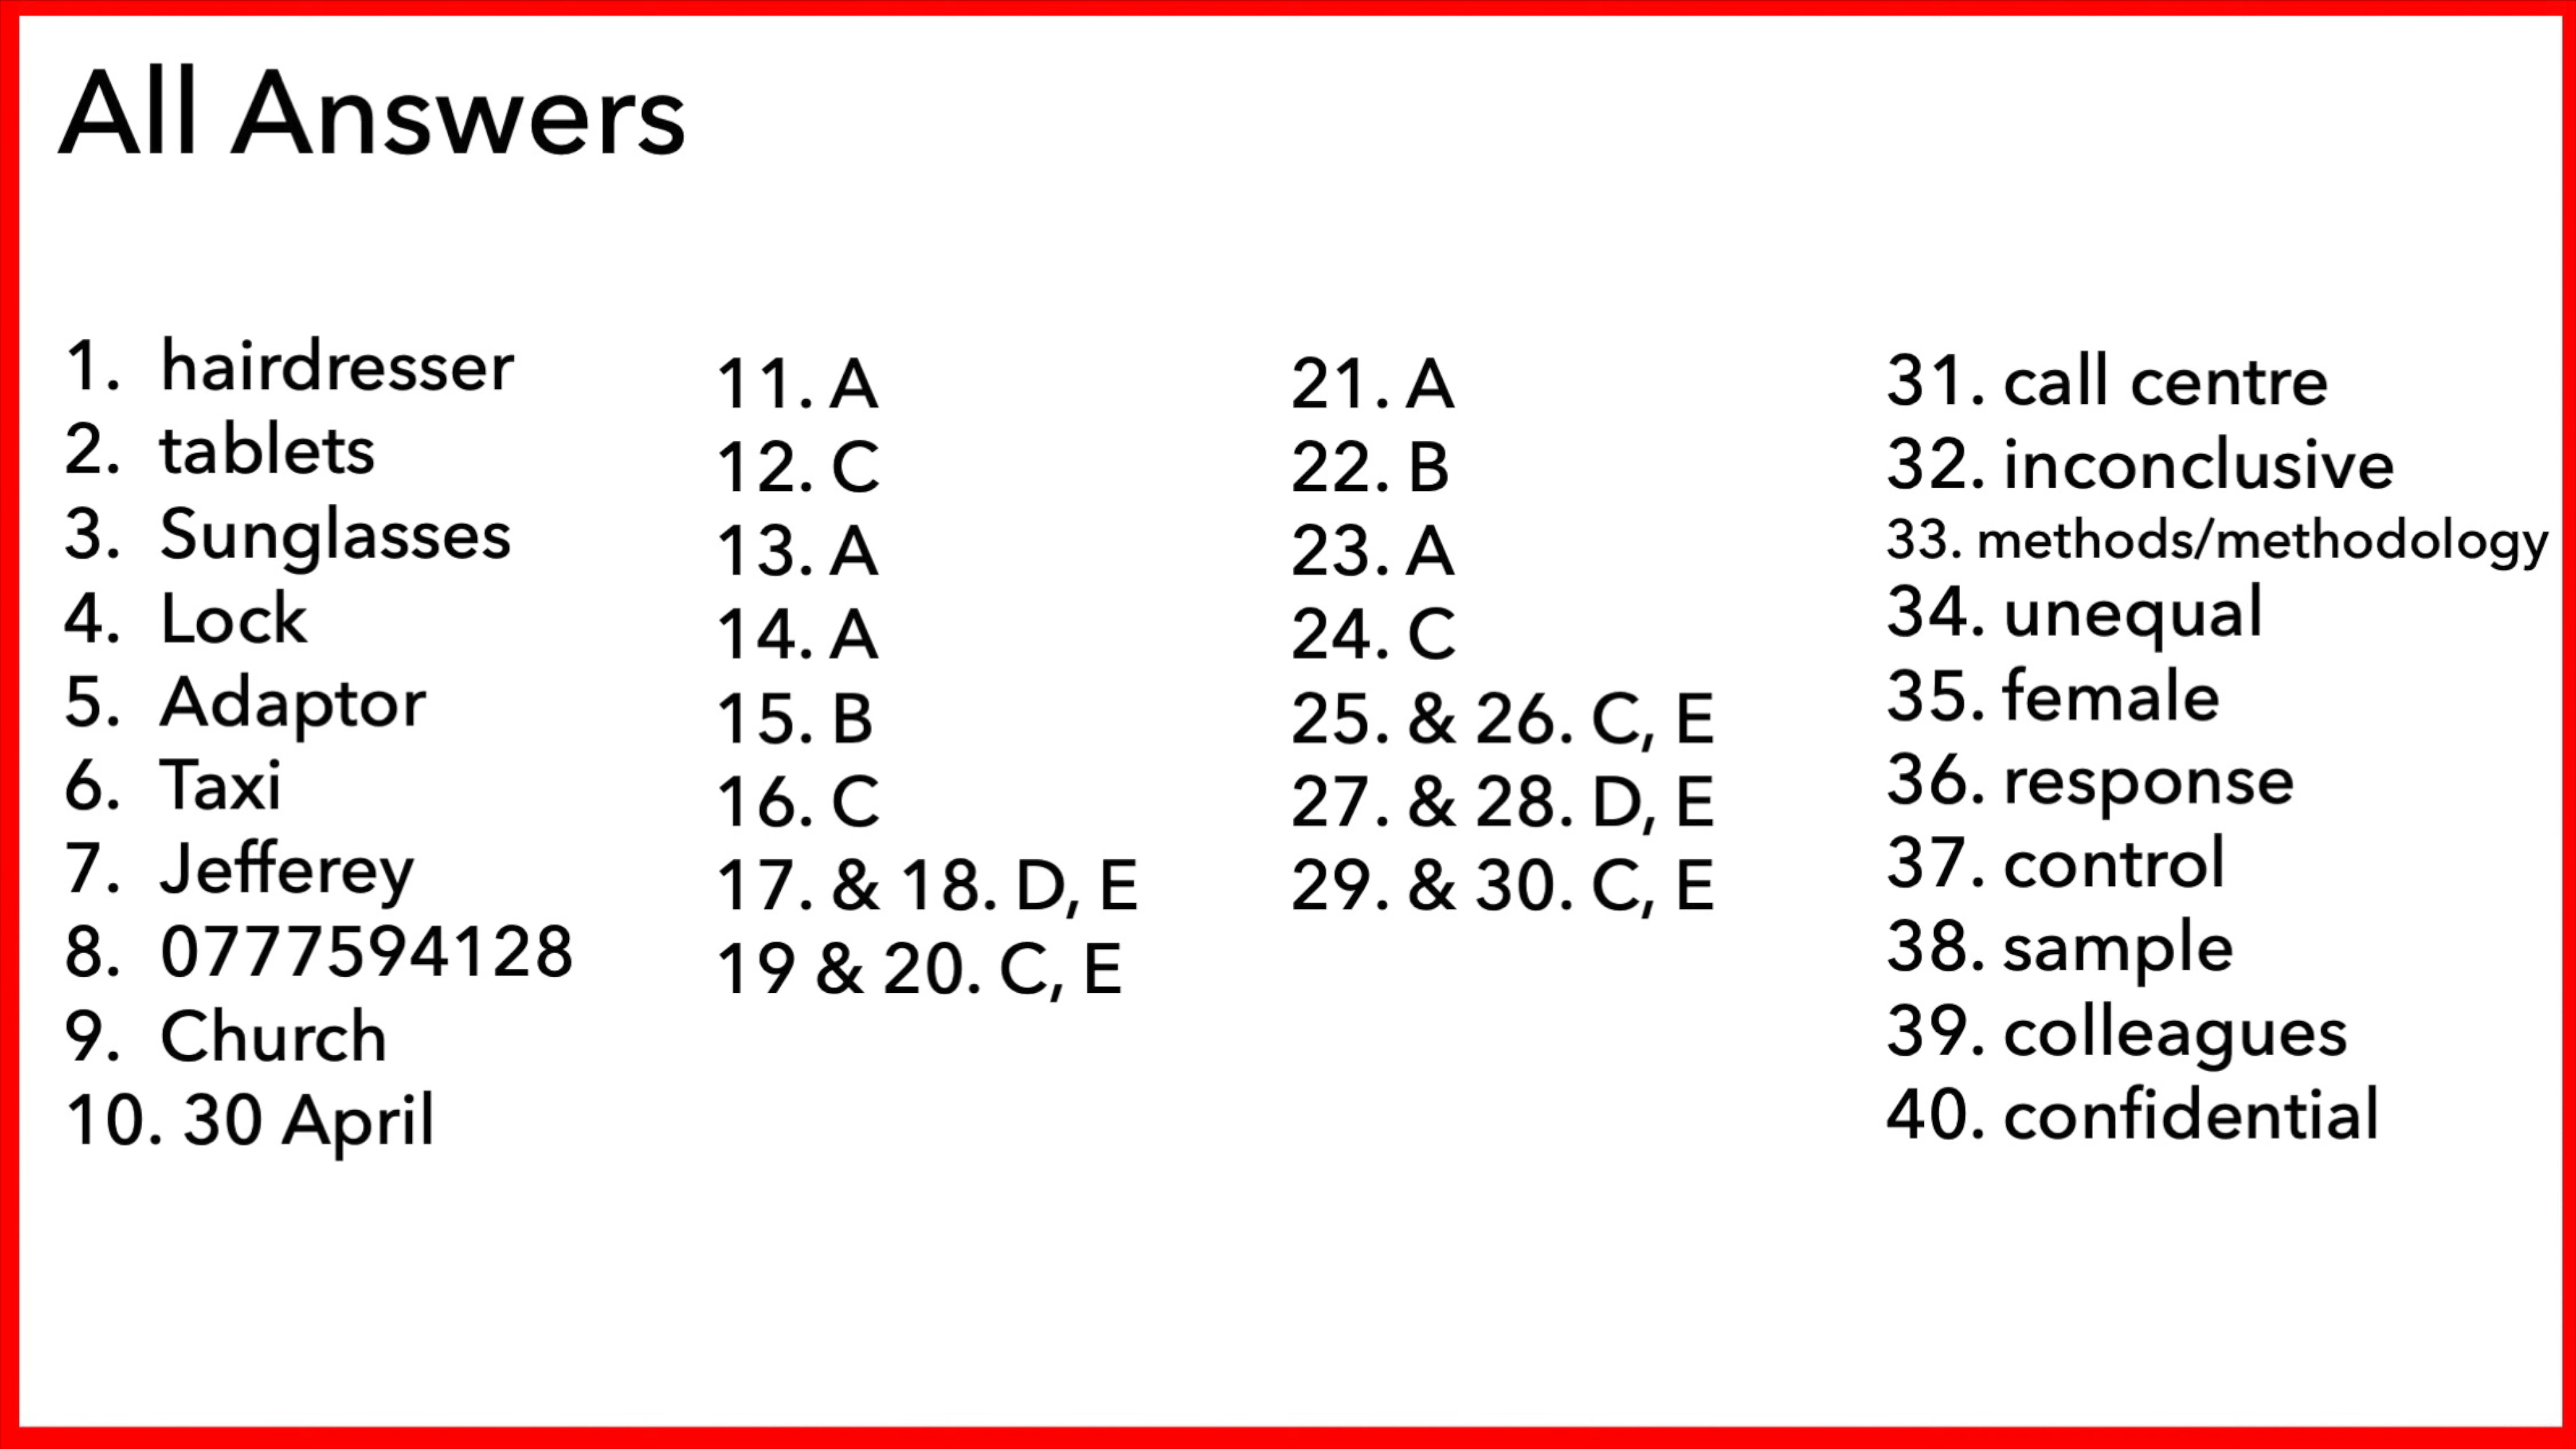 All Answers
1. hairdresser
2. tablets
3. Sunglasses
4. Lock
5. Adaptor
6. Taxi
7. Jefferey
8. 0777594128
9. Church
10. 30 April
11. A
12. C
13. A
14. A
15. B
16. C
17. & 18. D, E
19 & 20. C, E
21. A
22. B
23. A
24. C
25. & 26. C, E
27. & 28. D, E
29. & 30. C, E
31. call centre
32. inconclusive
33. methods/methodology
34. unequal
35. female
36. response
37. control
38. sample
39. colleagues
40. confidential